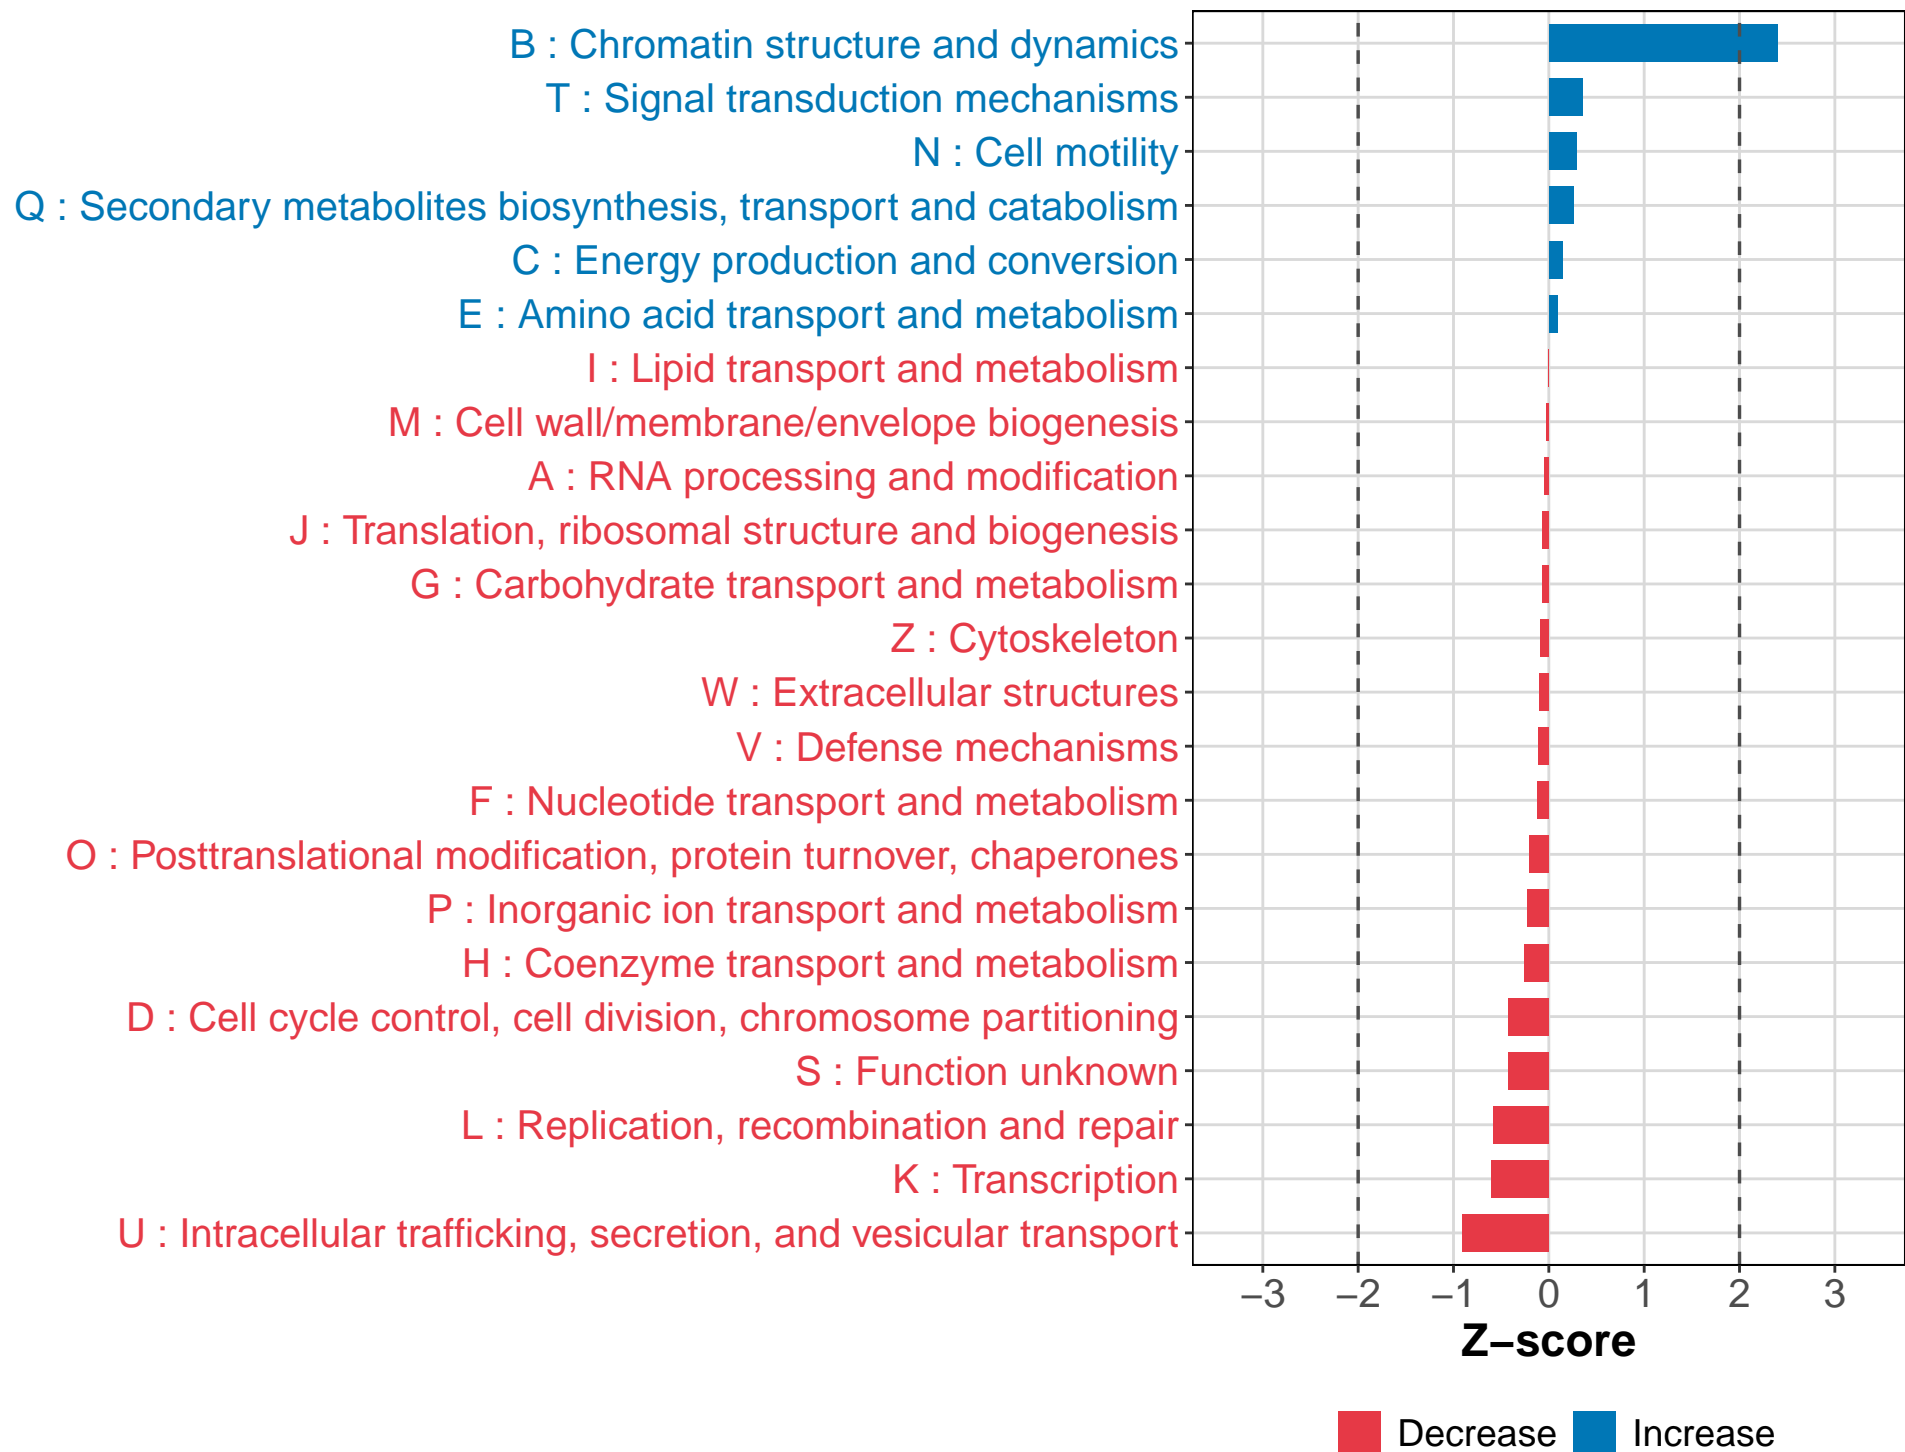 B : Chromatin structure and dynamics
T : Signal transduction mechanisms
N : Cell motility
Q : Secondary metabolites biosynthesis, transport and catabolism
C : Energy production and conversion
E : Amino acid transport and metabolism
I : Lipid transport and metabolism
M : Cell wall/membrane/envelope biogenesis
A : RNA processing and modification
J : Translation, ribosomal structure and biogenesis
G : Carbohydrate transport and metabolism
Z : Cytoskeleton
W : Extracellular structures
V : Defense mechanisms
F : Nucleotide transport and metabolism
O : Posttranslational modification, protein turnover, chaperones
P : Inorganic ion transport and metabolism
H : Coenzyme transport and metabolism
D : Cell cycle control, cell division, chromosome partitioning
S : Function unknown
L : Replication, recombination and repair
K : Transcription
U : Intracellular trafficking, secretion, and vesicular transport
−3 −2 −1 0 1 2 3
Z−score
Decrease Increase